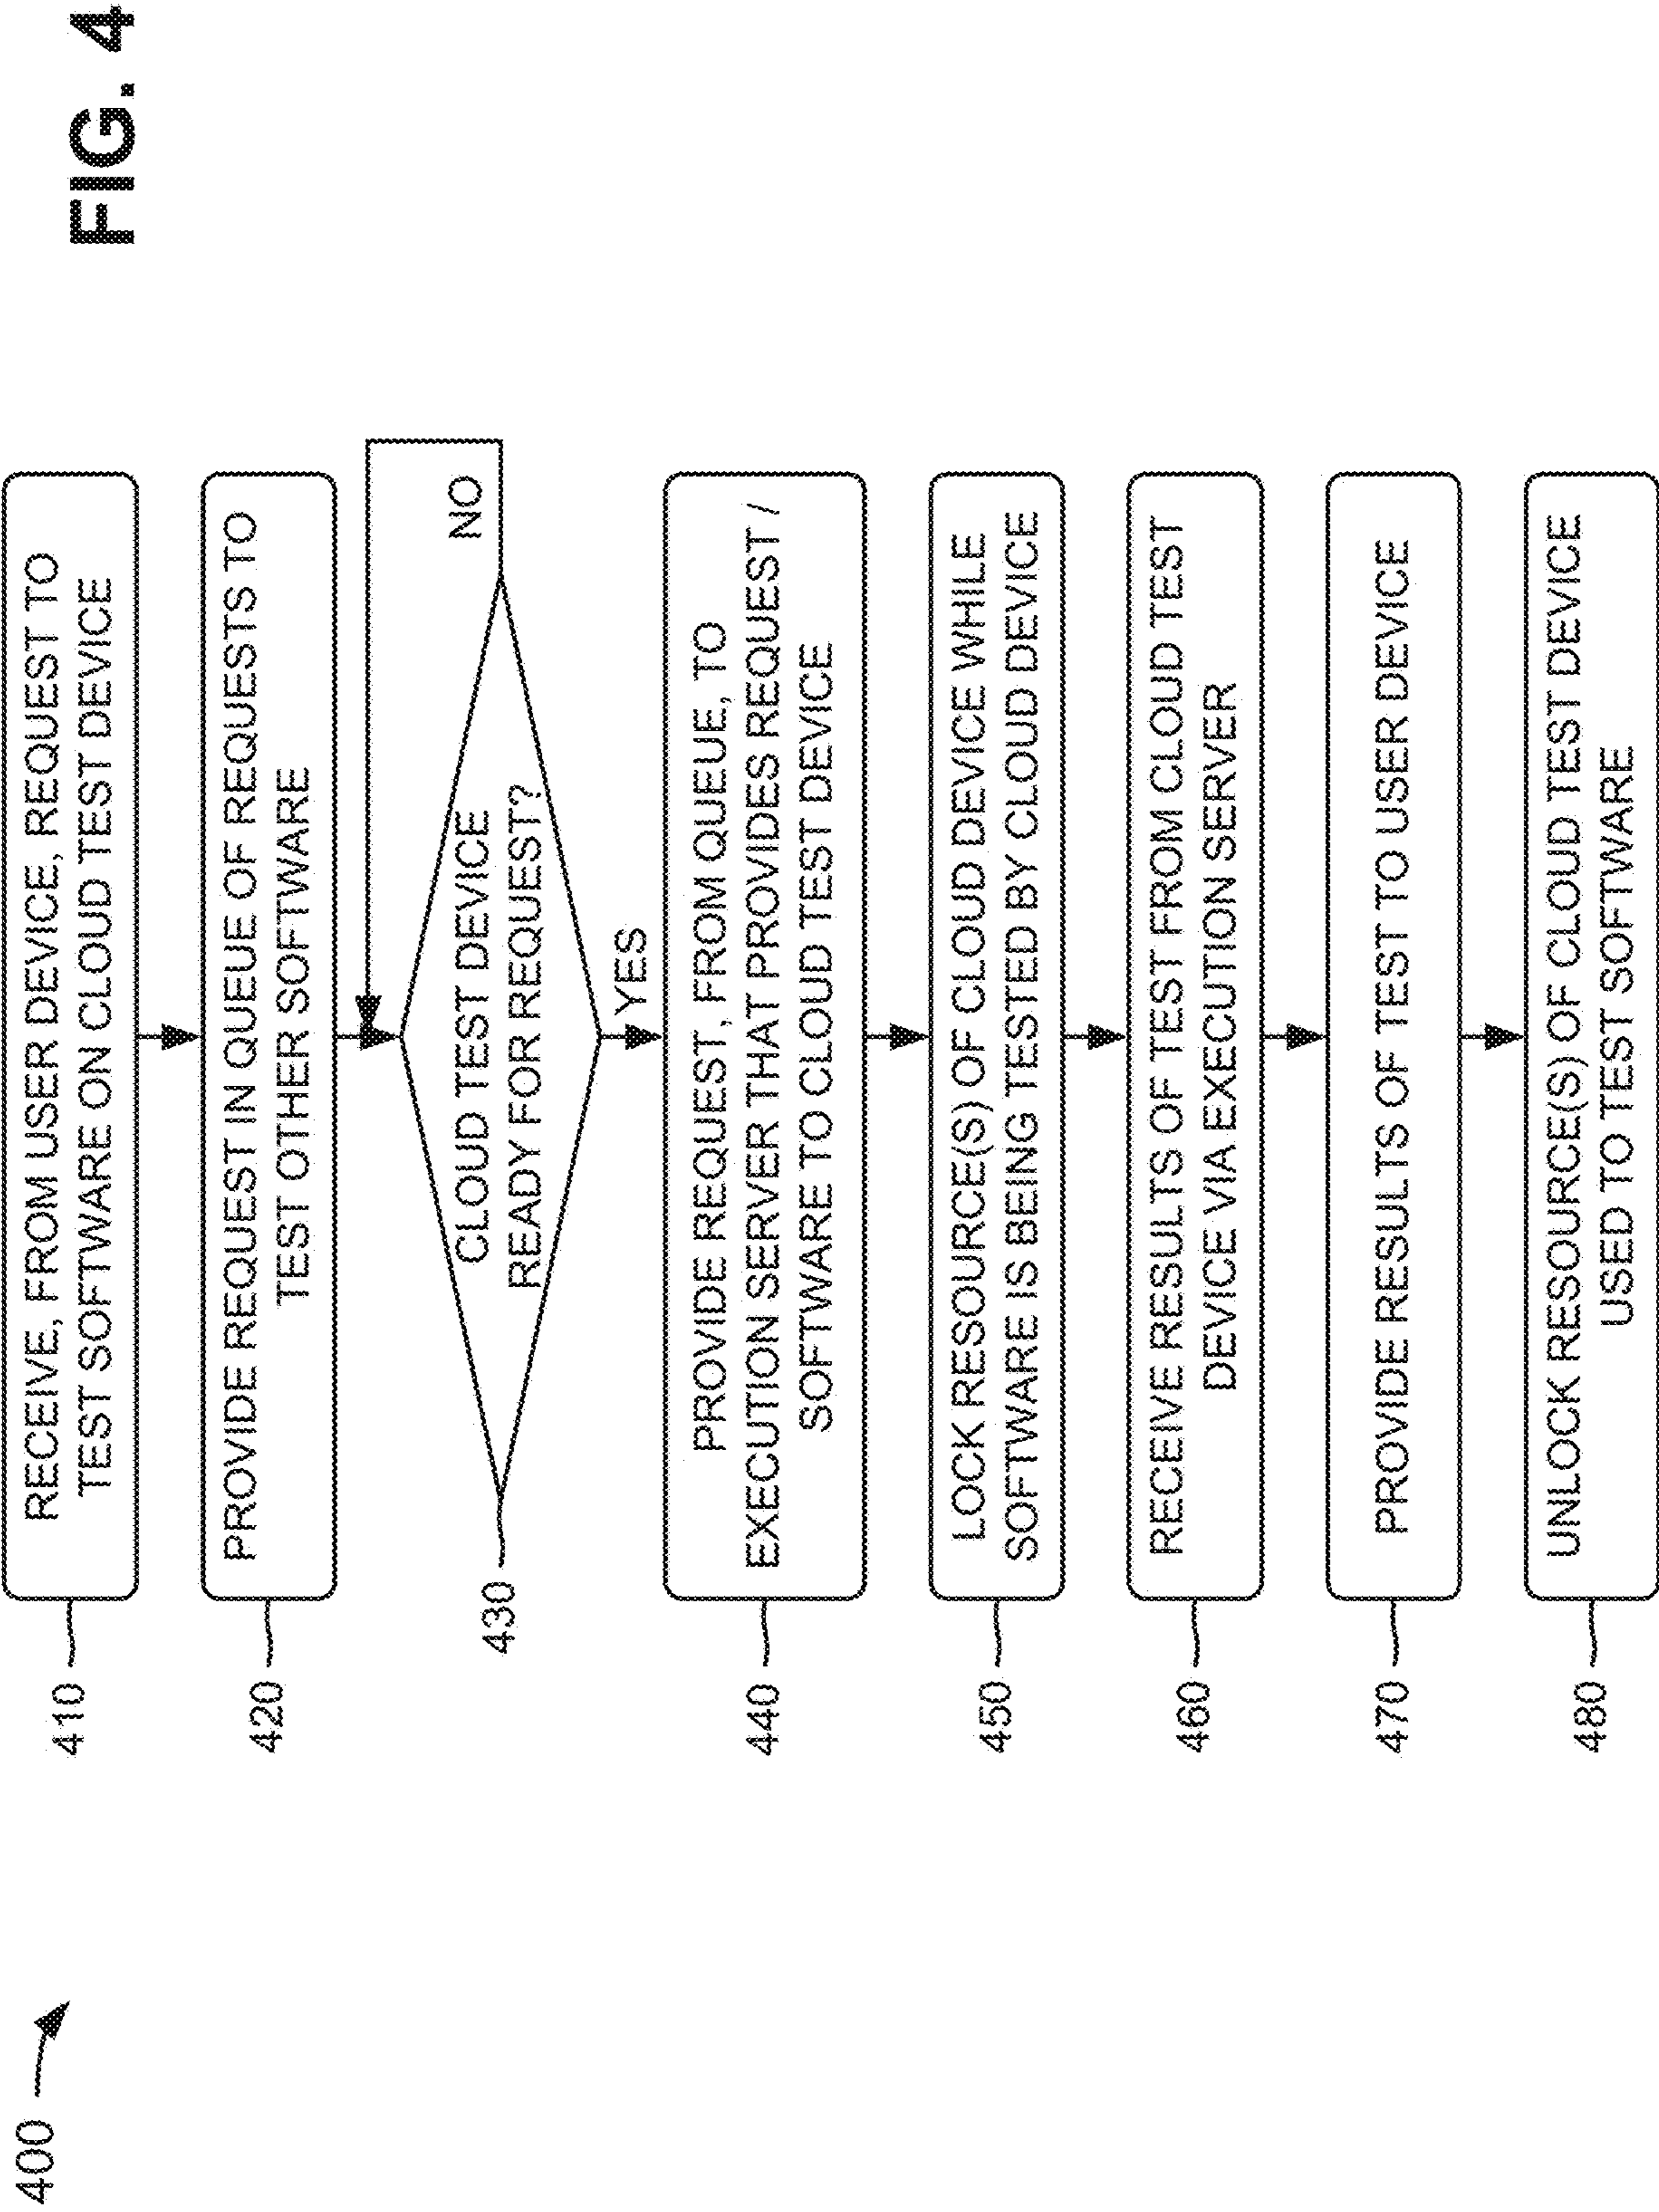 400
FIG. 4
410
RECEIVE, FROM USER DEVICE, REQUEST TO
TEST SOFTWARE ON CLOUD TEST DEVICE
420
PROVIDE REQUEST IN QUEUE OF REQUESTS TO
TEST OTHER SOFTWARE
430
CLOUD TEST DEVICE
READY FOR REQUEST?
NO
YES
440
PROVIDE REQUEST, FROM QUEUE, TO
EXECUTION SERVER THAT PROVIDES REQUEST /
SOFTWARE TO CLOUD TEST DEVICE
450
LOCK RESOURCE(S) OF CLOUD DEVICE WHILE
SOFTWARE IS BEING TESTED BY CLOUD DEVICE
460
RECEIVE RESULTS OF TEST FROM CLOUD TEST
DEVICE VIA EXECUTION SERVER
470
PROVIDE RESULTS OF TEST TO USER DEVICE
480
UNLOCK RESOURCE(S) OF CLOUD TEST DEVICE
USED TO TEST SOFTWARE